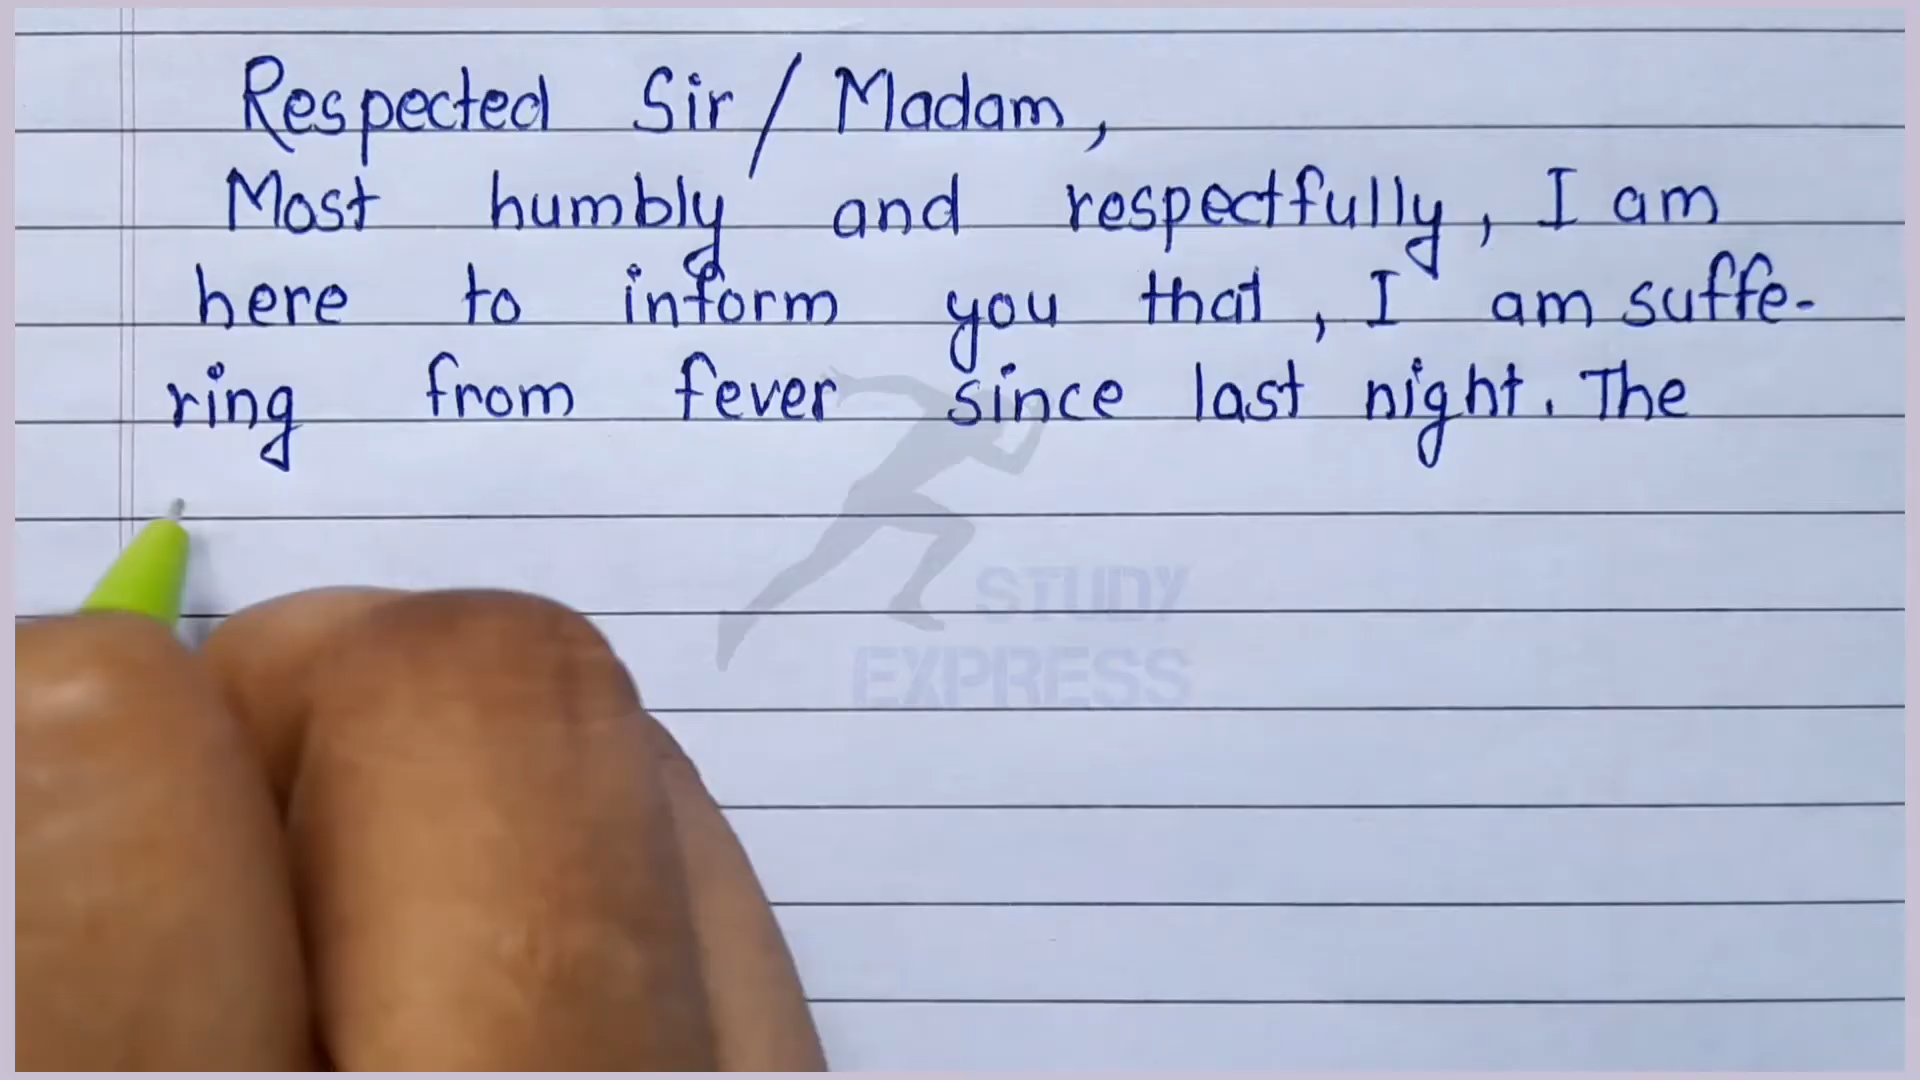 Respected Sir/Madam,
Most humbly and respectfully, I am
here to inform you that, I am suffe-
ring from fever since last night. The
STUDY
EXPRESS